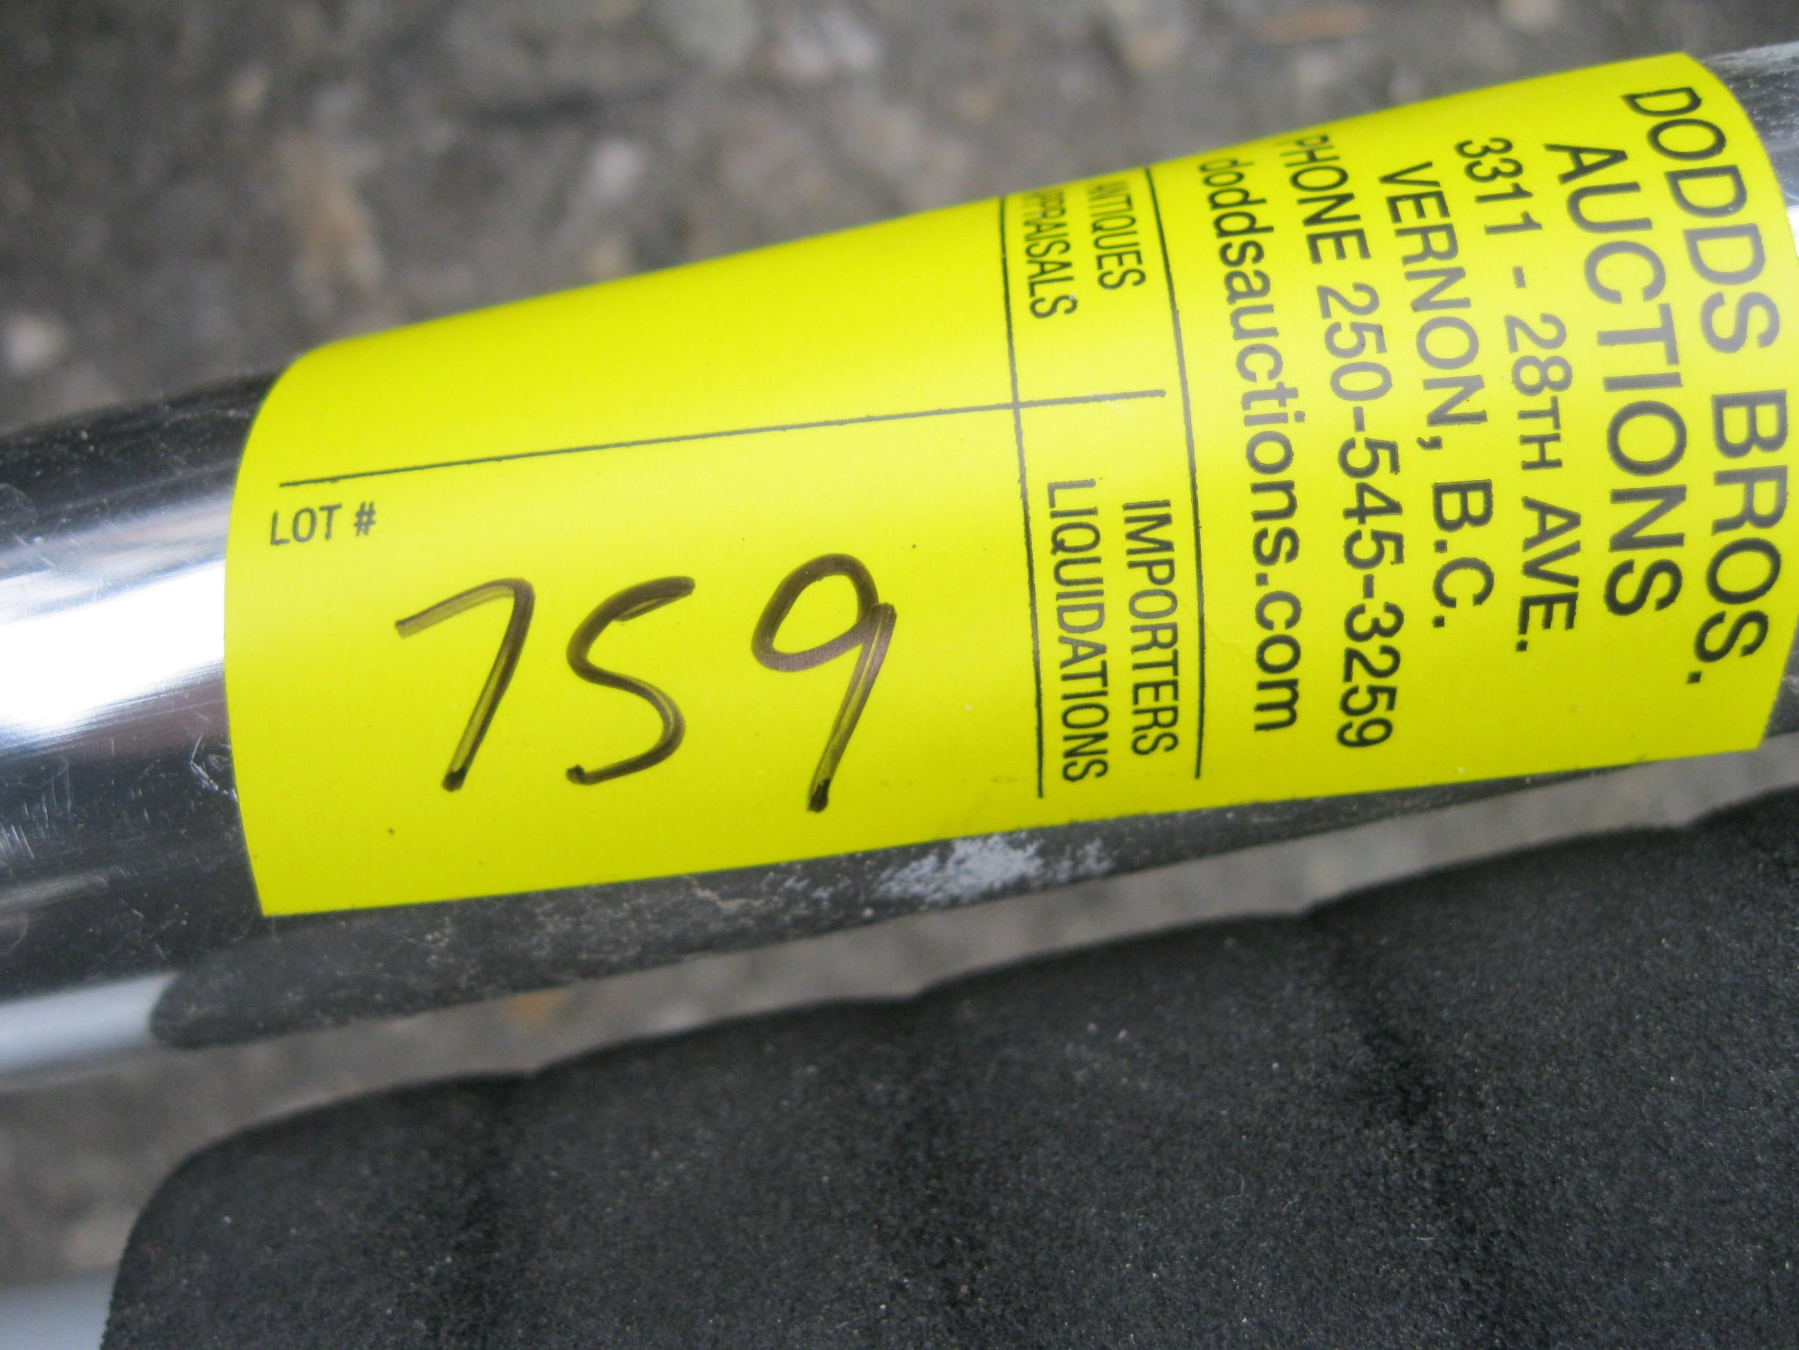 DODDS BROS.
AUCTIONS
3311 - 28TH AVE.
VERNON, B.C.
PHONE 250-545-3259
doddsauctions.com
ANTIQUES IMPORTERS
APPRAISALS LIQUIDATIONS
LOT #
759